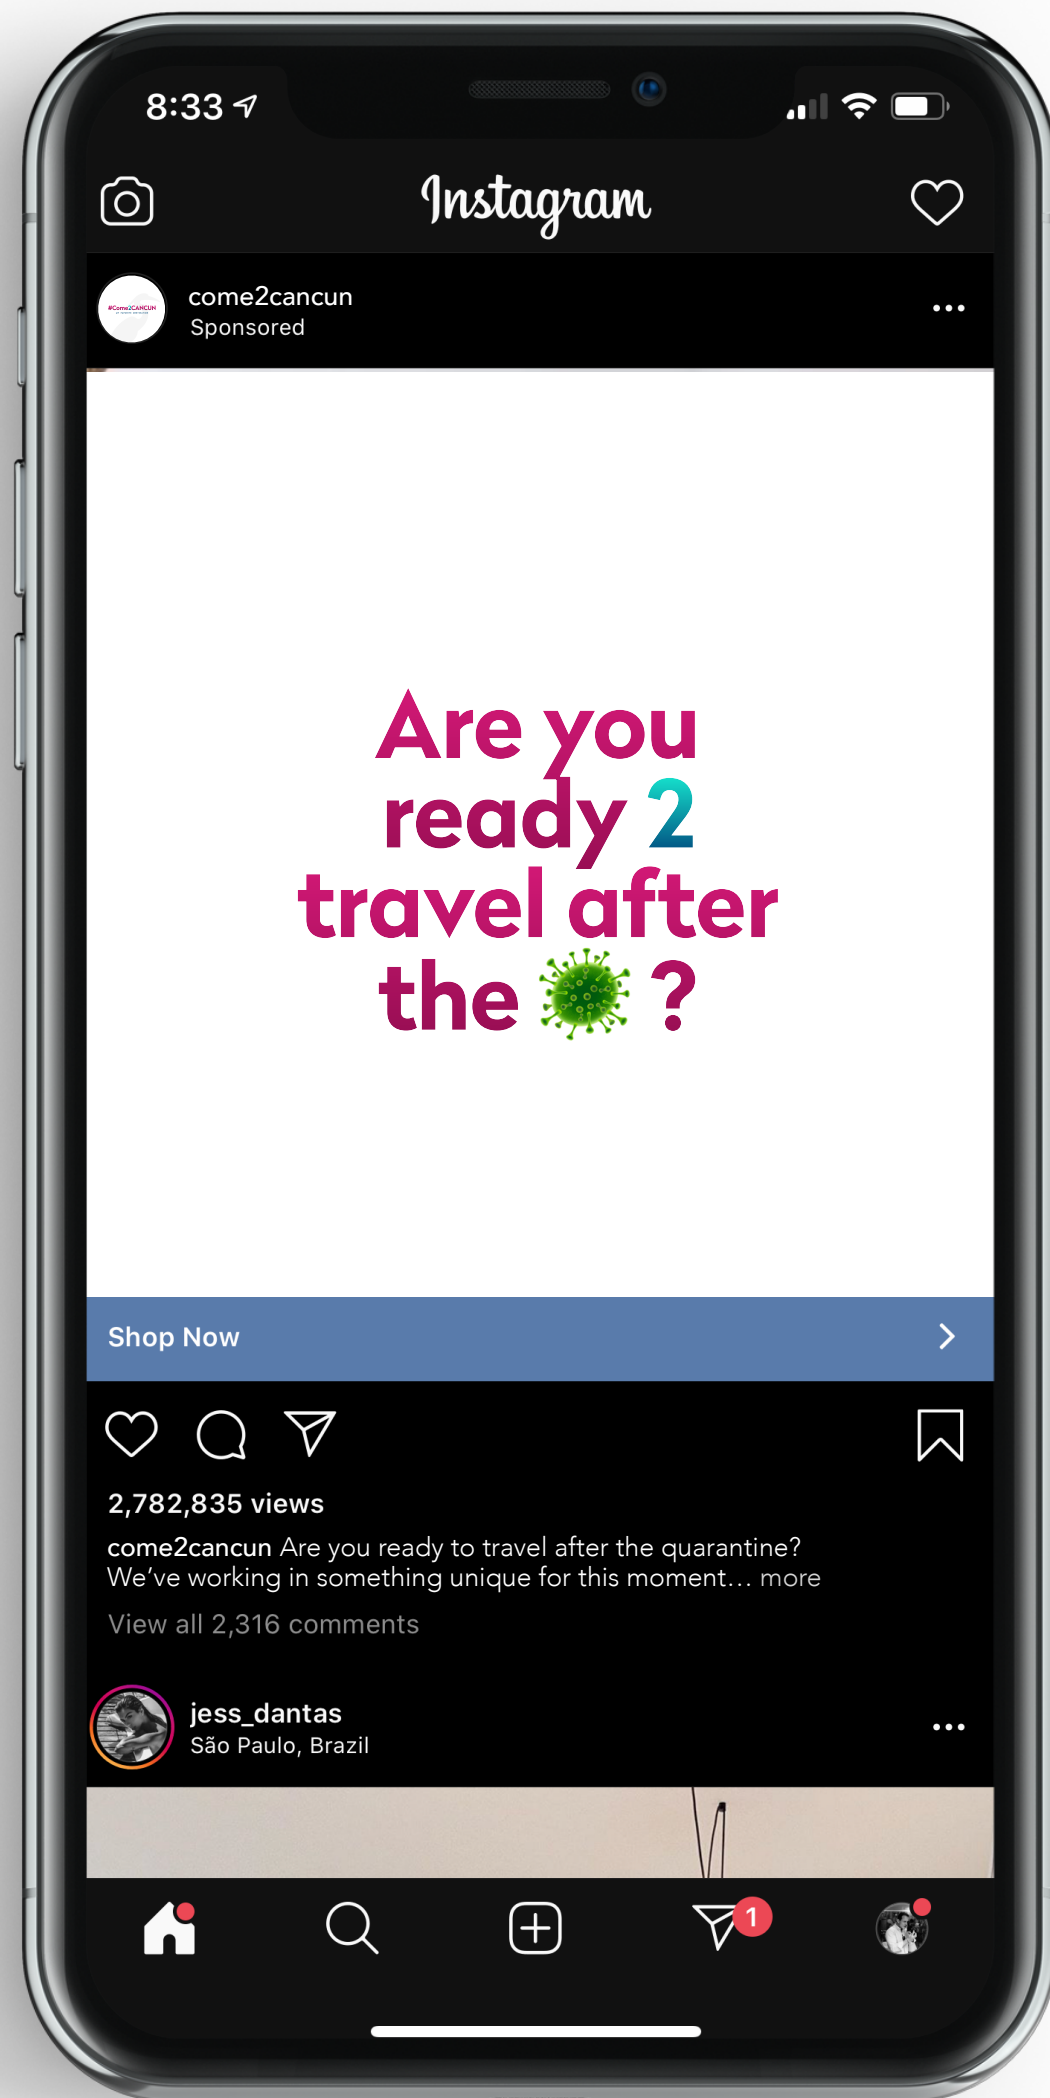 8:33
Instagram
#Come2CANCUN
come2cancun
Sponsored
Are you
ready 2
travel after
the ?
Shop Now
2,782,835 views
come2cancun Are you ready to travel after the quarantine?
We've working in something unique for this moment... more
View all 2,316 comments
jess_dantas
São Paulo, Brazil
1